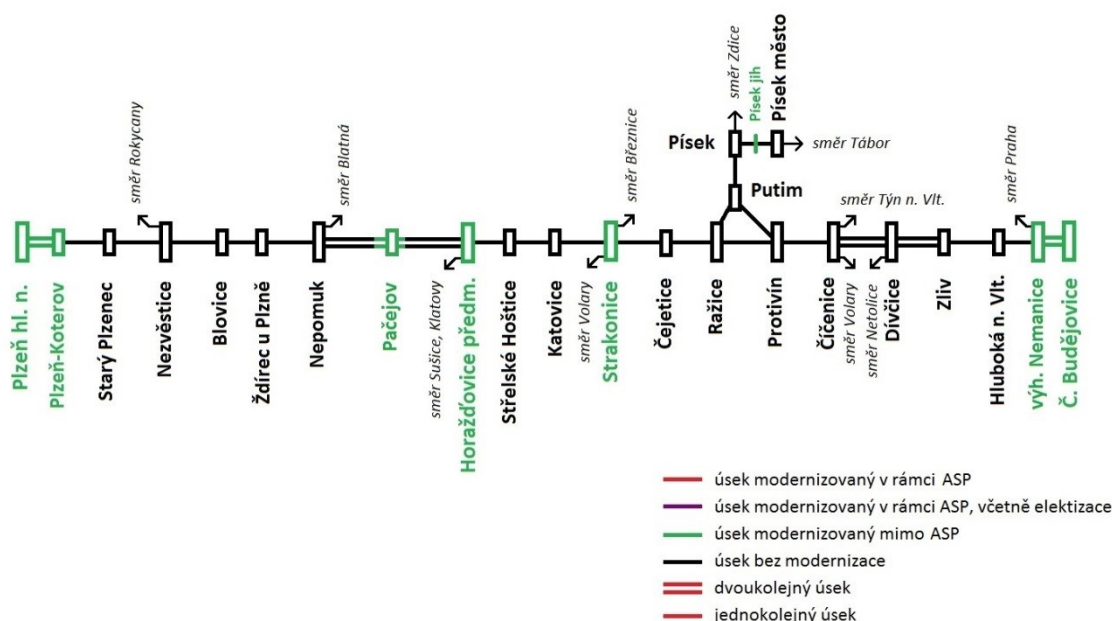 směr Zdice
Písek jih
Písek město
Písek
směr Tábor
Putim
směr Rokycany
směr Blatná
směr Březnice
směr Týn n. Vlt.
směr Praha
Plzeň hl. n.
Plzeň-Koterov
Starý Plzenec
Nezvěstice
Blovice
Ždírec u Plzně
Nepomuk
Pačejov
směr Sušice, Klatovy
Horažďovice předm.
Střelské Hoštice
Katovice
směr Volary
Strakonice
Čejetice
Ražice
Protivín
Číčenice
směr Volary
směr Netolice
Dívčice
Zliv
Hluboká n. Vlt.
výh. Nemanice
Č. Budějovice
úsek modernizovaný v rámci ASP
úsek modernizovaný v rámci ASP, včetně elektizace
úsek modernizovaný mimo ASP
úsek bez modernizace
dvoukolejný úsek
jednokolejný úsek